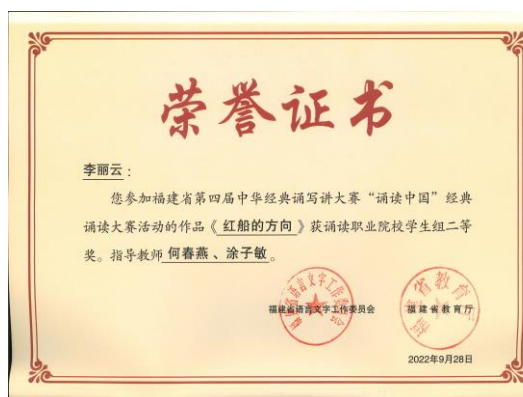 荣誉证书
李丽云：
您参加福建省第四届中华经典诵写讲大赛“诵读中国”经典
诵读大赛活动的作品《红船的方向》获诵读职业院校学生组二等
奖。指导教师何春燕、涂子敏。
福建省语言文字工作委员会 福建省教育厅
2022年9月28日